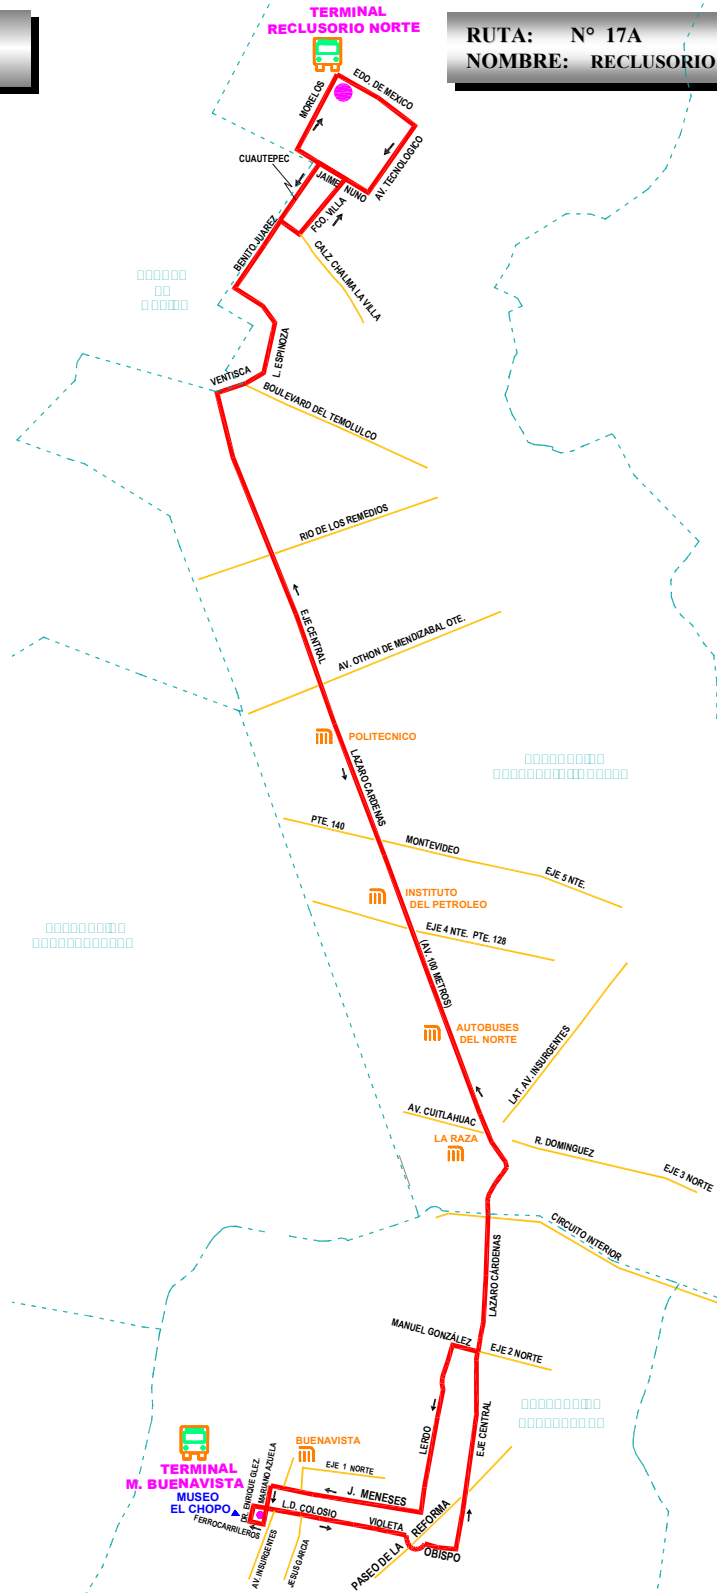 TERMINAL
RECLUSORIO NORTE
RUTA: N° 17A
NOMBRE: RECLUSORIO
EDO. DE MEXICO
MORELOS
AV. TECNOLOGICO
CUAUTEPEC
JAIME NUNO
N
FCO. VILLA
BENITO JUAREZ
CALZ. CHALMA LA VILLA
L. ESPINOZA
VENTISCA
BOULEVARD DEL TEMOLULCO
RIO DE LOS REMEDIOS
EJE CENTRAL
AV. OTHON DE MENDIZABAL OTE.
POLITECNICO
LAZARO CARDENAS
PTE. 140
MONTEVIDEO
EJE 5 NTE.
INSTITUTO
DEL PETROLEO
EJE 4 NTE. PTE. 128
(AV. 100 METROS)
AUTOBUSES
DEL NORTE
LAT. AV. INSURGENTES
AV. CUITLAHUAC
LA RAZA
R. DOMINGUEZ
EJE 3 NORTE
CIRCUITO INTERIOR
LAZARO CÁRDENAS
MANUEL GONZÁLEZ
EJE 2 NORTE
LERDO
EJE CENTRAL
BUENAVISTA
EJE 1 NORTE
TERMINAL
M. BUENAVISTA
MUSEO
EL CHOPO
DR. ENRIQUE GLEZ.
MARIANO AZUELA
FERROCARRILEROS
J. MENESES
L.D. COLOSIO
VIOLETA
AV. INSURGENTES
JESUS GARCIA
PASEO DE LA REFORMA
OBISPO